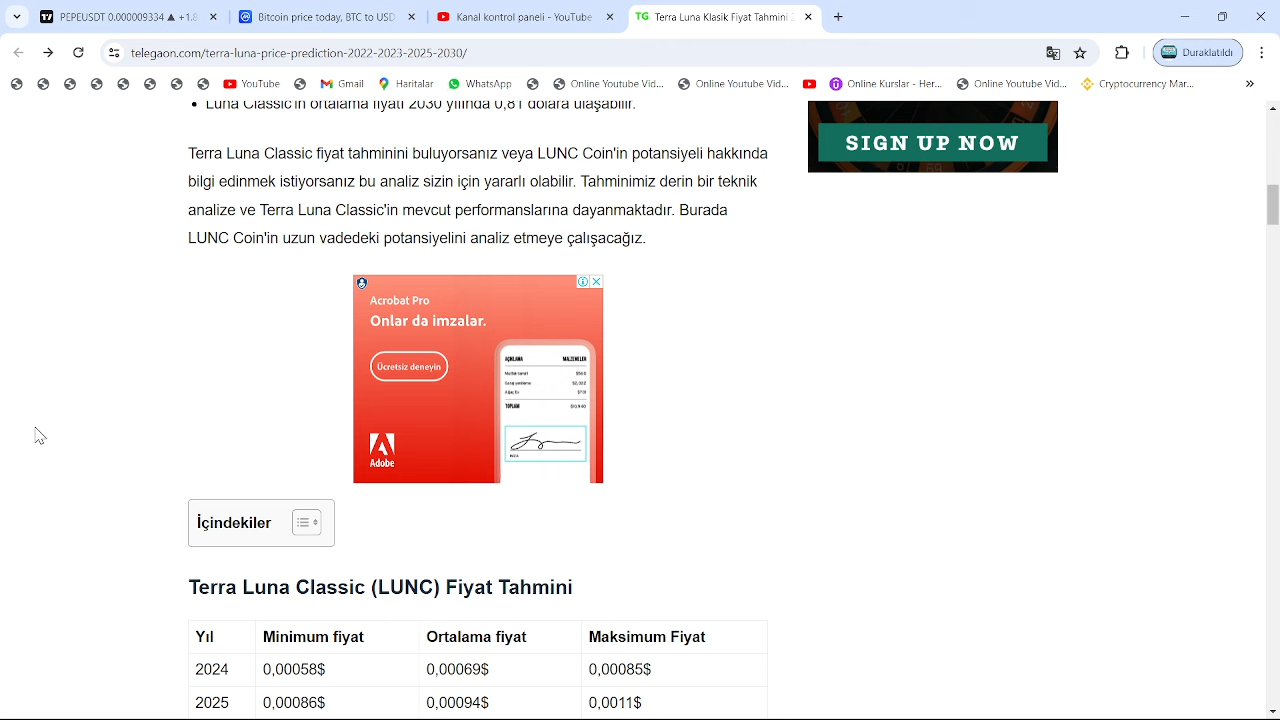 PEPEUSDT 0.00009334 ▲ +1.8
Bitcoin price today, BTC to USD
Kanal kontrol paneli - YouTube
TG Terra Luna Klasik Fiyat Tahmini 2
telegaon.com/terra-luna-price-prediction-2022-2023-2025-2030/
Duraklatıldı
YouTube
Gmail
Haritalar
WhatsApp
Online Youtube Vid...
Online Youtube Vid...
Online Kurslar - Her...
Online Youtube Vid...
Cryptocurrency Mar...
Luna Classic'in ortalama fiyatı 2030 yılında 0,81 dolara ulaşabilir.
SIGN UP NOW
Terra Luna Classic fiyat tahminini buluyorsanız veya LUNC Coin'in potansiyeli hakkında
bilgi edinmek istiyorsanız bu analiz sizin için yararlı olabilir. Tahminimiz derin bir teknik
analize ve Terra Luna Classic'in mevcut performanslarına dayanmaktadır. Burada
LUNC Coin'in uzun vadedeki potansiyelini analiz etmeye çalışacağız.
Acrobat Pro
Onlar da imzalar.
Ücretsiz deneyin
AÇIKLAMA MALZEMELER
TOPLAM
Adobe
İçindekiler
Terra Luna Classic (LUNC) Fiyat Tahmini
Yıl Minimum fiyat Ortalama fiyat Maksimum Fiyat
2024 0,00058$ 0,00069$ 0,00085$
2025 0,00086$ 0,00094$ 0,0011$